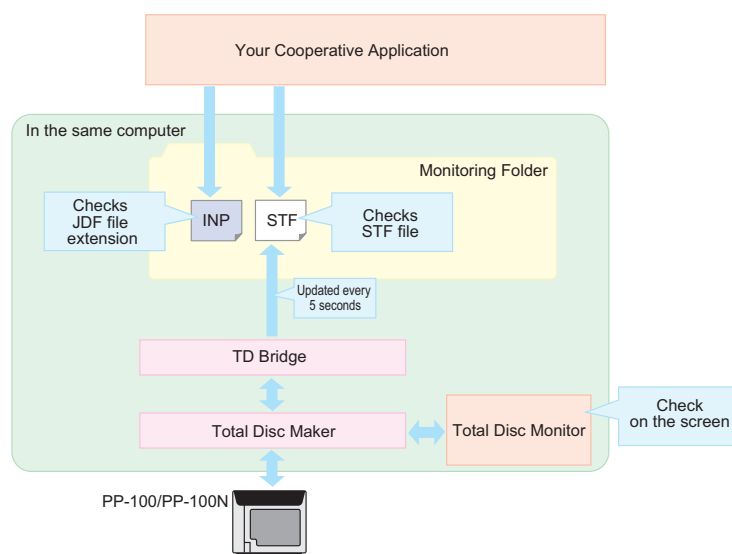 Your Cooperative Application
In the same computer
Monitoring Folder
Checks
JDF file
extension
INP
STF
Checks
STF file
Updated every
5 seconds
TD Bridge
Total Disc Maker
Total Disc Monitor
Check
on the screen
PP-100/PP-100N